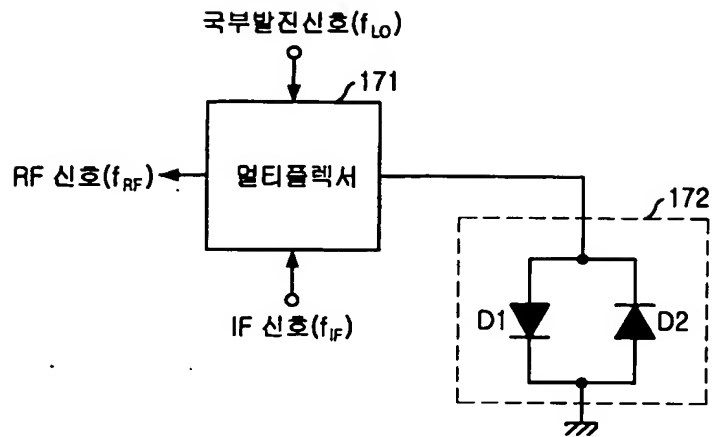 국부발진신호(fLO)
171
RF 신호(fRF)
멀티플렉서
172
IF 신호(fIF)
D1
D2